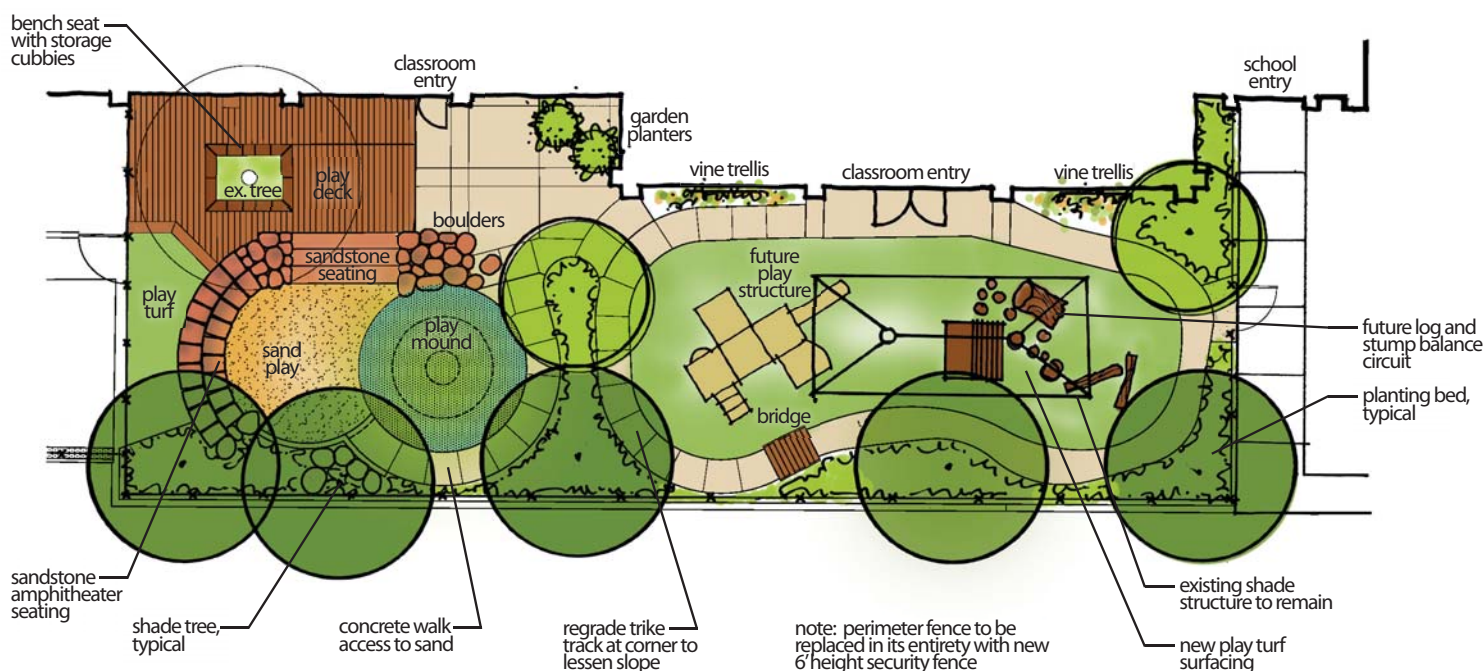 bench seat
with storage
cubbies
classroom
entry
school
entry
garden
planters
vine trellis
classroom entry
vine trellis
ex. tree
play
deck
boulders
sandstone
seating
future
play
structure
play
turf
play
mound
sand
play
future log and
stump balance
circuit
planting bed,
typical
bridge
sandstone
amphitheater
seating
shade tree,
typical
concrete walk
access to sand
regrade trike
track at corner to
lessen slope
note: perimeter fence to be
replaced in its entirety with new
6' height security fence
existing shade
structure to remain
new play turf
surfacing